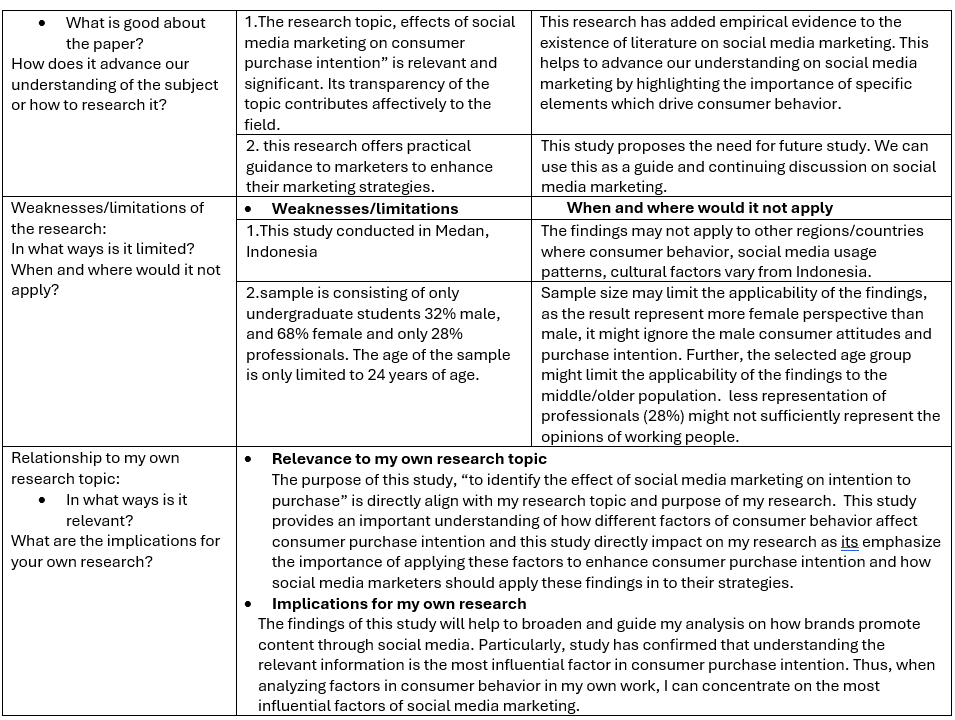 • What is good about
the paper?
How does it advance our
understanding of the subject
or how to research it?
1.The research topic, effects of social
media marketing on consumer
purchase intention” is relevant and
significant. Its transparency of the
topic contributes affectively to the
field.
This research has added empirical evidence to the
existence of literature on social media marketing. This
helps to advance our understanding on social media
marketing by highlighting the importance of specific
elements which drive consumer behavior.
2. this research offers practical
guidance to marketers to enhance
their marketing strategies.
This study proposes the need for future study. We can
use this as a guide and continuing discussion on social
media marketing.
Weaknesses/limitations of
the research:
In what ways is it limited?
When and where would it not
apply?
• Weaknesses/limitations
When and where would it not apply
1.This study conducted in Medan,
Indonesia
The findings may not apply to other regions/countries
where consumer behavior, social media usage
patterns, cultural factors vary from Indonesia.
2.sample is consisting of only
undergraduate students 32% male,
and 68% female and only 28%
professionals. The age of the sample
is only limited to 24 years of age.
Sample size may limit the applicability of the findings,
as the result represent more female perspective than
male, it might ignore the male consumer attitudes and
purchase intention. Further, the selected age group
might limit the applicability of the findings to the
middle/older population.  less representation of
professionals (28%) might not sufficiently represent the
opinions of working people.
Relationship to my own
research topic:
• In what ways is it
relevant?
What are the implications for
your own research?
• Relevance to my own research topic
The purpose of this study, “to identify the effect of social media marketing on intention to
purchase” is directly align with my research topic and purpose of my research.  This study
provides an important understanding of how different factors of consumer behavior affect
consumer purchase intention and this study directly impact on my research as its emphasize
the importance of applying these factors to enhance consumer purchase intention and how
social media marketers should apply these findings in to their strategies.
• Implications for my own research
The findings of this study will help to broaden and guide my analysis on how brands promote
content through social media. Particularly, study has confirmed that understanding the
relevant information is the most influential factor in consumer purchase intention. Thus, when
analyzing factors in consumer behavior in my own work, I can concentrate on the most
influential factors of social media marketing.